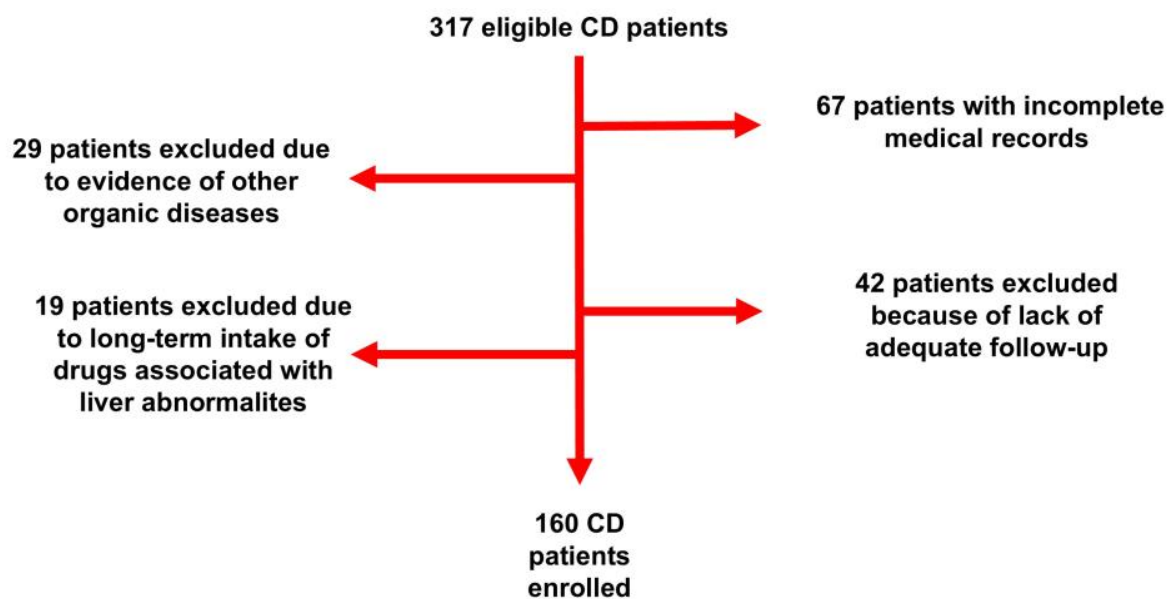 317 eligible CD patients
67 patients with incomplete
medical records
29 patients excluded due
to evidence of other
organic diseases
42 patients excluded
because of lack of
adequate follow-up
19 patients excluded due
to long-term intake of
drugs associated with
liver abnormalites
160 CD
patients
enrolled